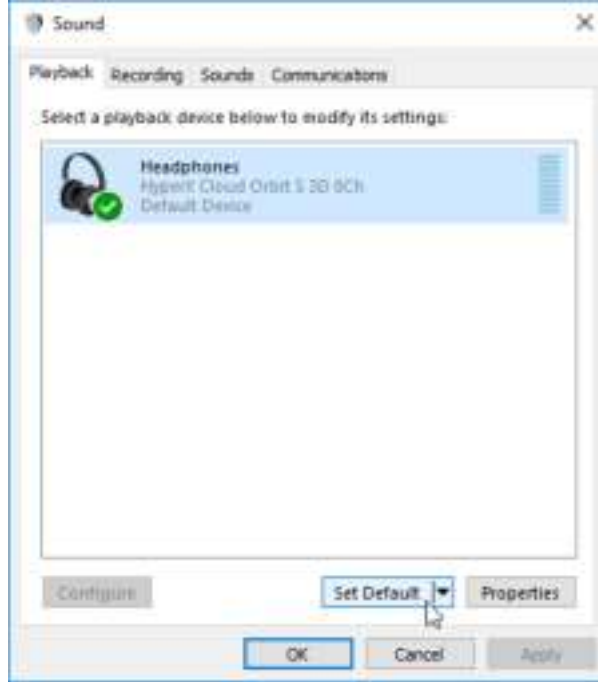 Sound
Playback Recording Sounds Communications
Select a playback device below to modify its settings:
Headphones
HyperX Cloud Orbit S 3D 8Ch
Default Device
Configure Set Default Properties
OK Cancel Apply